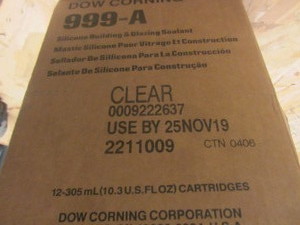 DOW CORNING
999-A
Silicone Building & Glazing Sealant
Mastic Silicone Pour Vitrage Et Construction
Sellador De Silicona Para La Construcción
Selante De Silicone Para Construção
CLEAR
0009222637
USE BY 25NOV19
2211009 CTN 0406
12-305 mL (10.3 U.S. FL OZ) CARTRIDGES
DOW CORNING CORPORATION